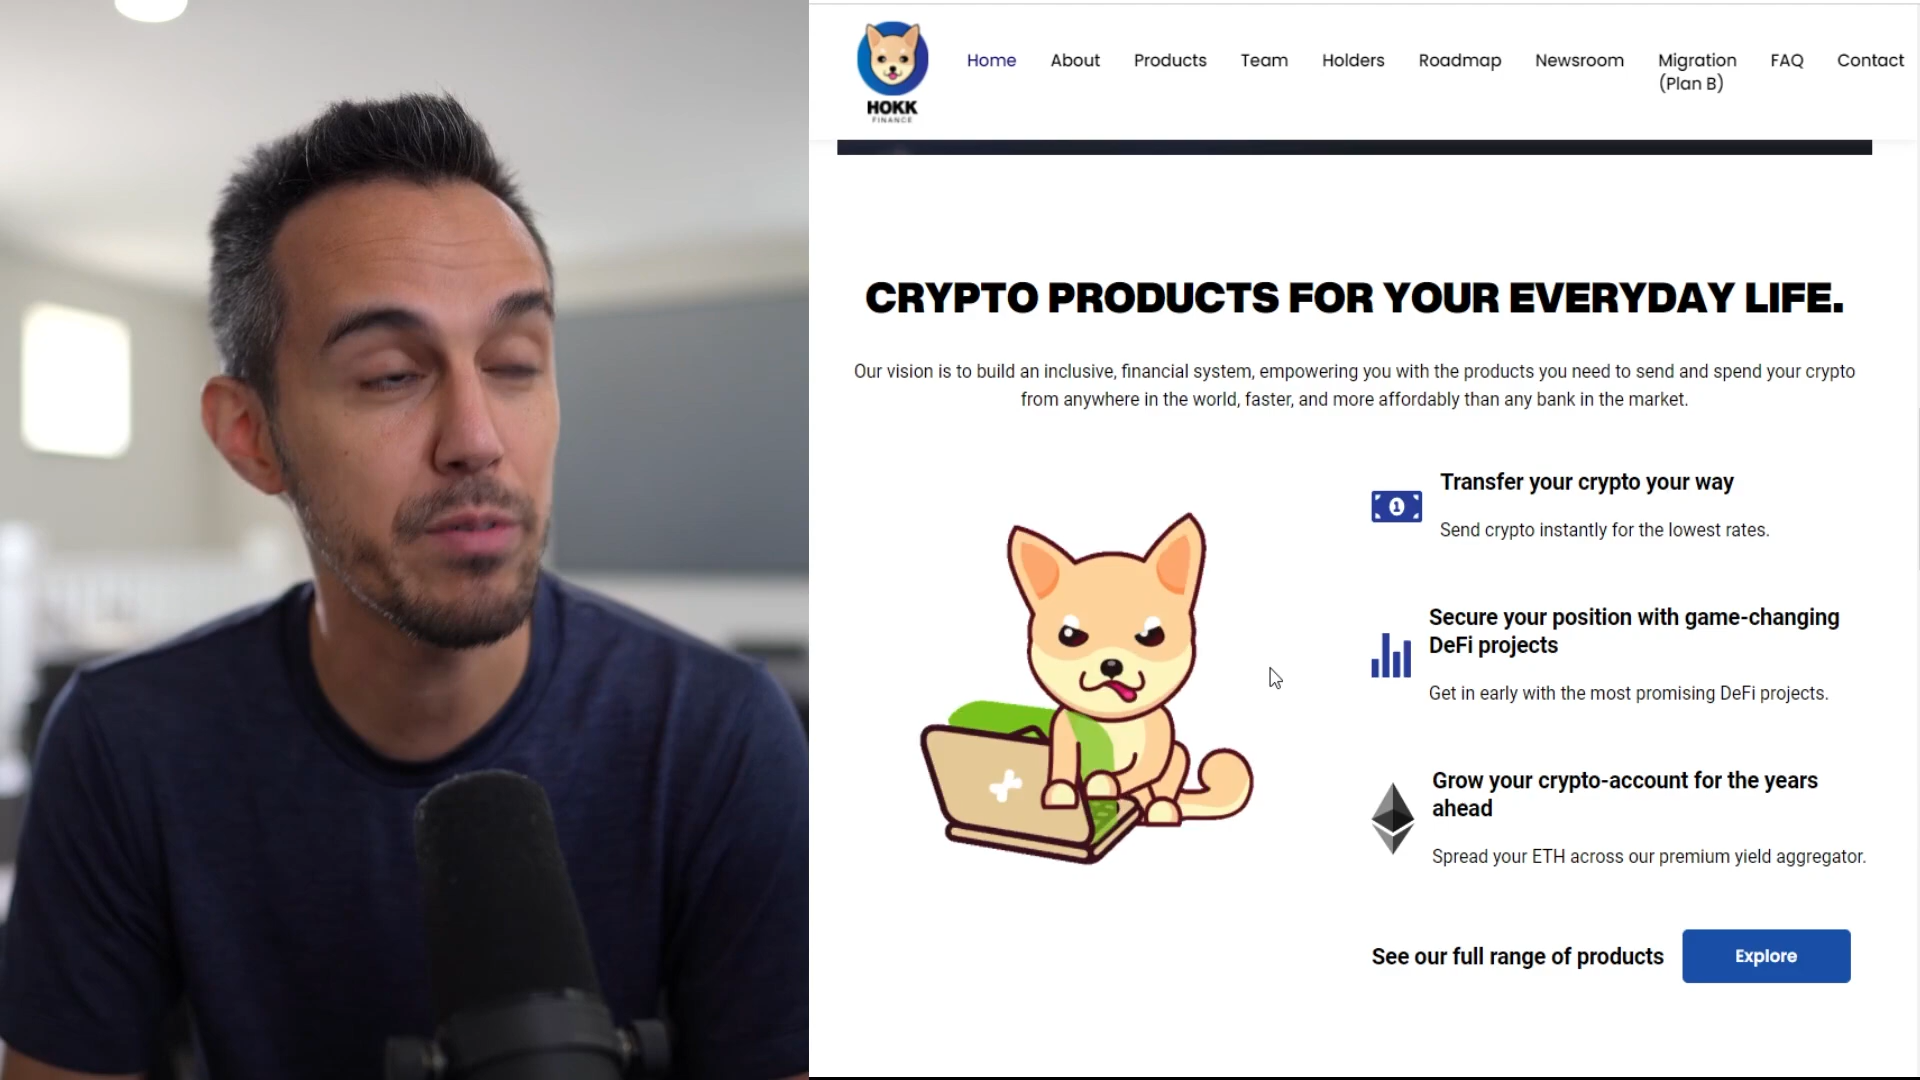 HOKK
FINANCE
Home About Products Team Holders Roadmap Newsroom Migration (Plan B) FAQ Contact
CRYPTO PRODUCTS FOR YOUR EVERYDAY LIFE.
Our vision is to build an inclusive, financial system, empowering you with the products you need to send and spend your crypto
from anywhere in the world, faster, and more affordably than any bank in the market.
1
Transfer your crypto your way
Send crypto instantly for the lowest rates.
Secure your position with game-changing
DeFi projects
Get in early with the most promising DeFi projects.
Grow your crypto-account for the years
ahead
Spread your ETH across our premium yield aggregator.
See our full range of products Explore